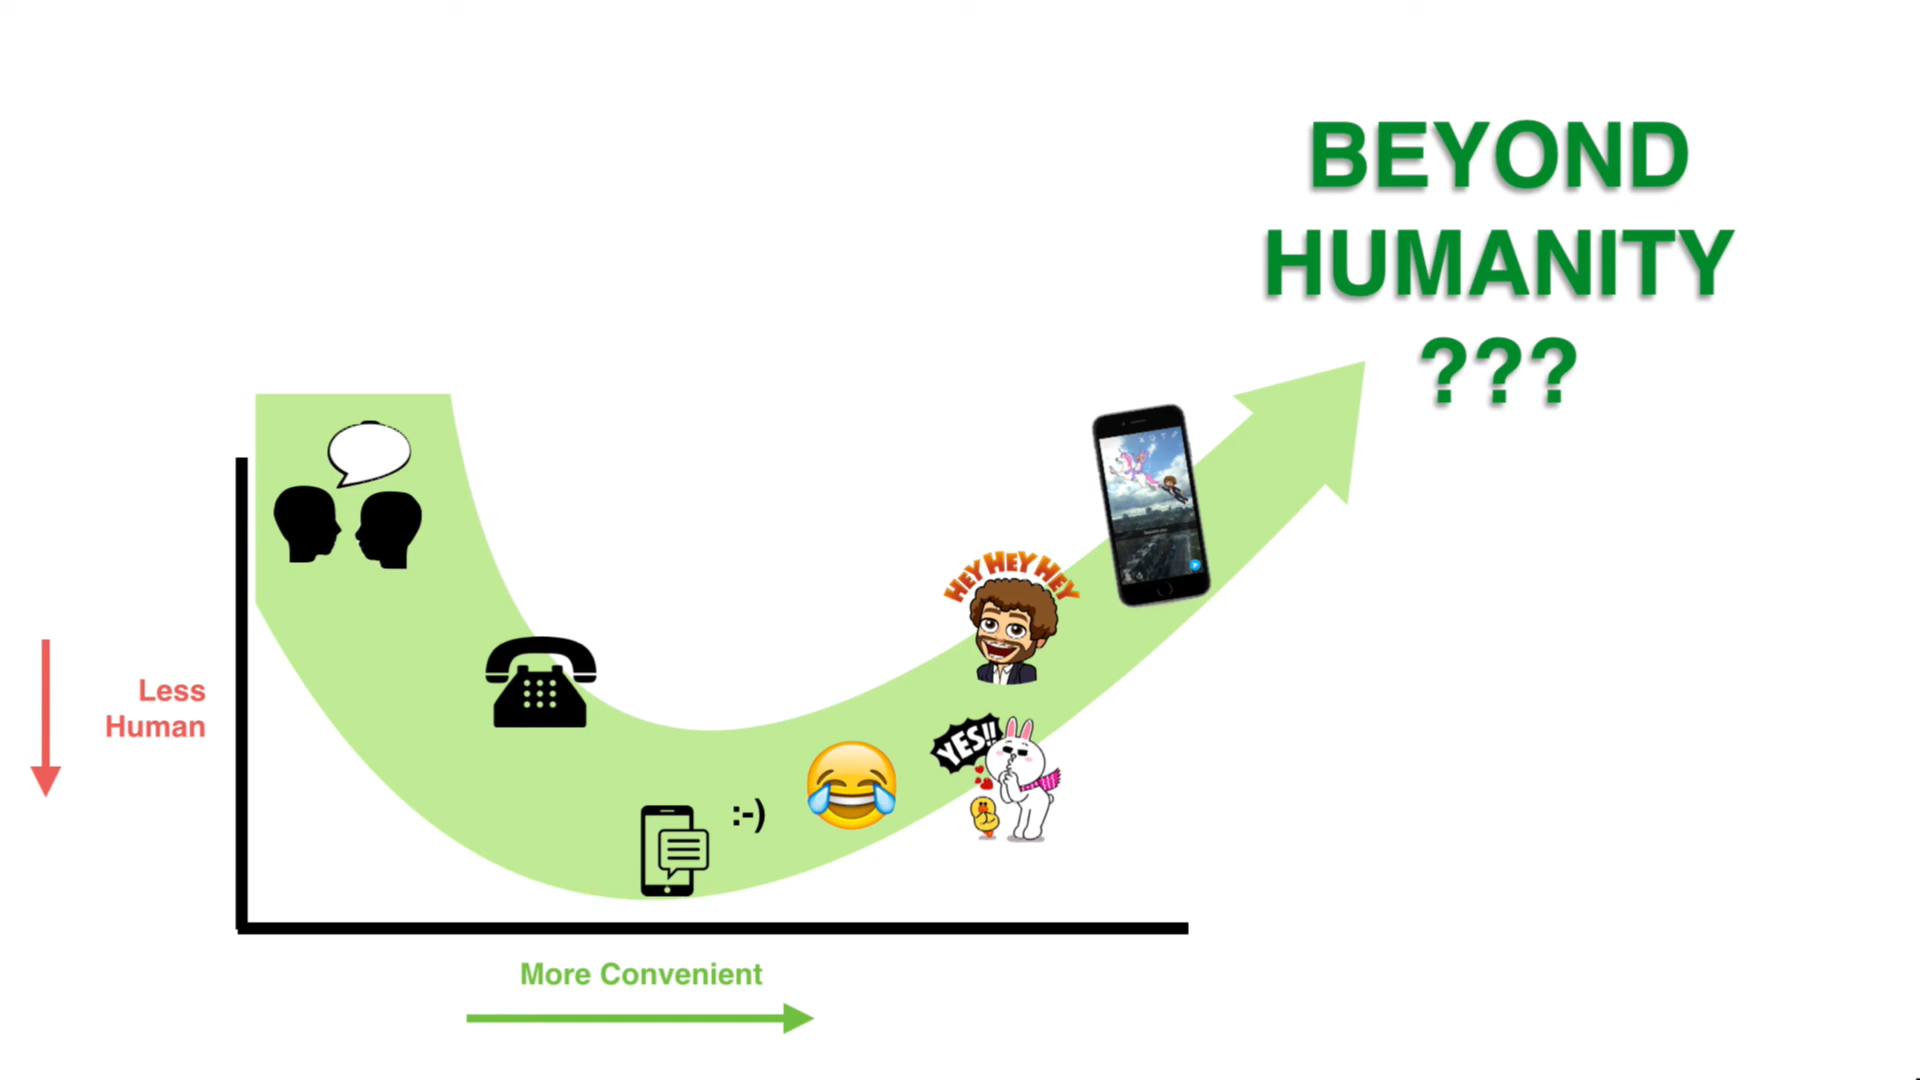 BEYOND
HUMANITY
???
HEY HEY HEY
Less
Human
YES!!
:-)
More Convenient